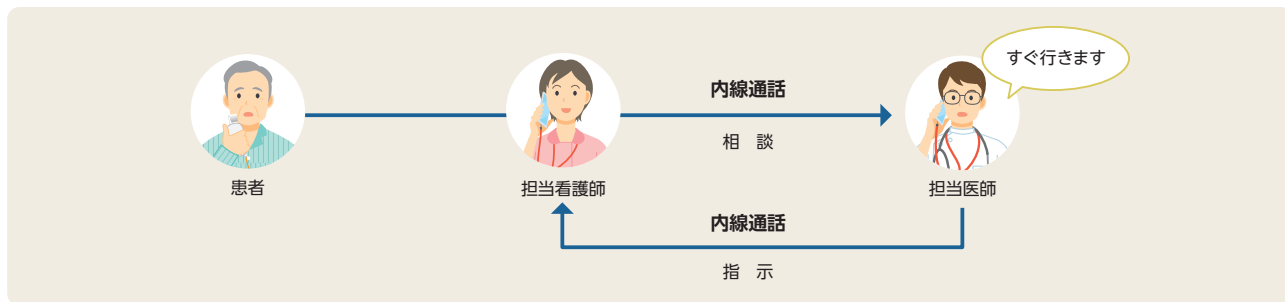 すぐ行きます
内線通話
相　談
患者
担当看護師
担当医師
内線通話
指　示